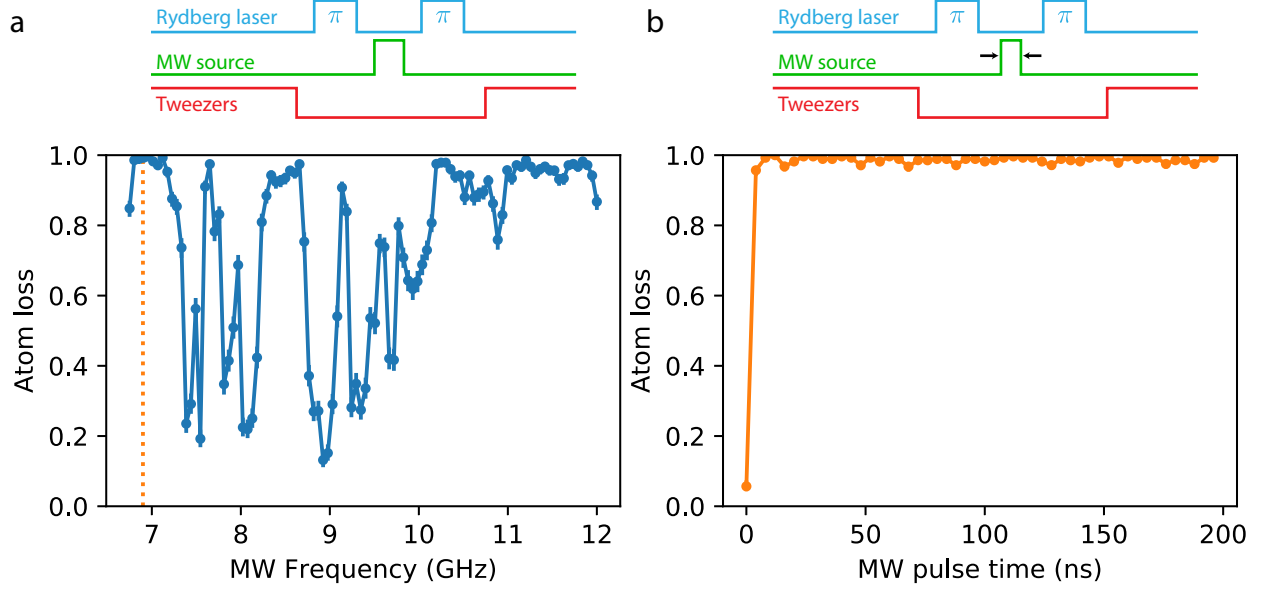 a
Rydberg laser π π
MW source
Tweezers
1.0
0.8
0.6
0.4
0.2
0.0
Atom loss
7 8 9 10 11 12
MW Frequency (GHz)
b
Rydberg laser π π
MW source
Tweezers
1.0
0.8
0.6
0.4
0.2
0.0
Atom loss
0 50 100 150 200
MW pulse time (ns)